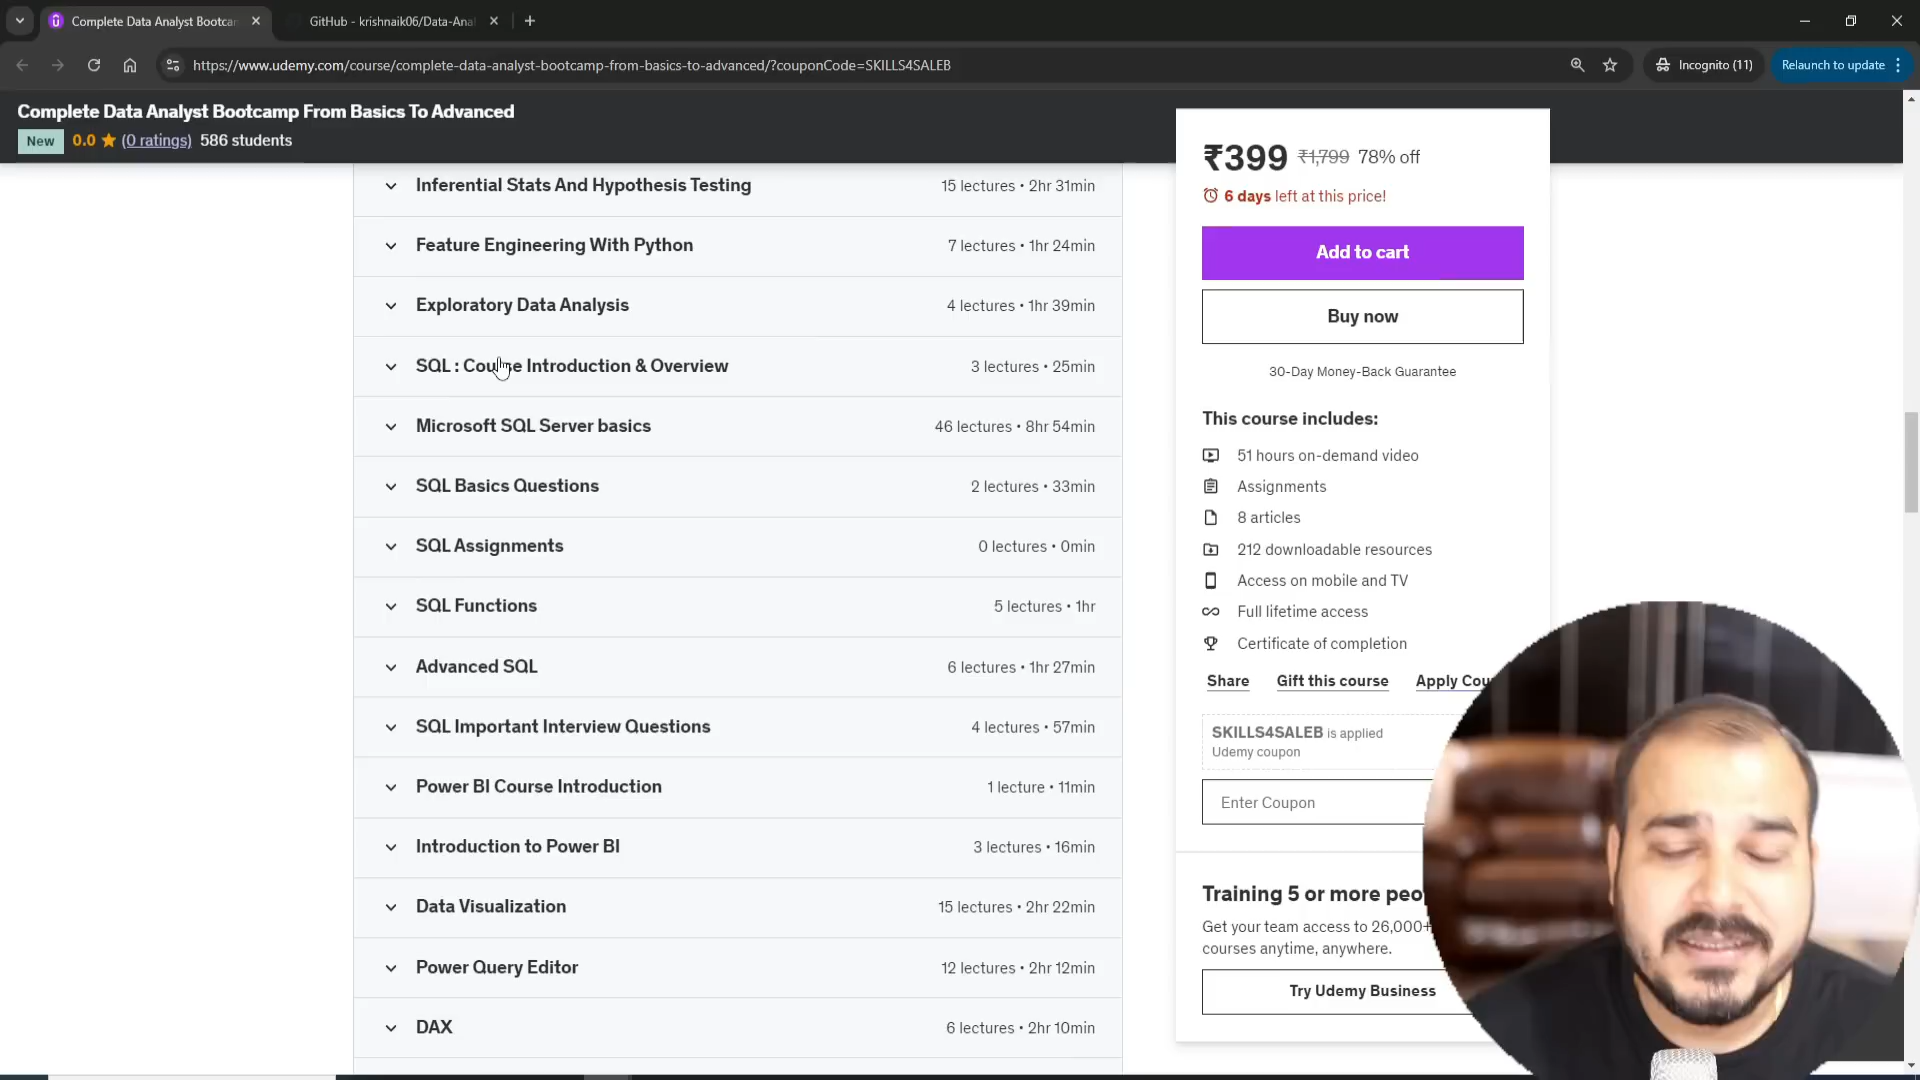 Complete Data Analyst Bootca
GitHub - krishnaik06/Data-Ana
https://www.udemy.com/course/complete-data-analyst-bootcamp-from-basics-to-advanced/?couponCode=SKILLS4SALEB
Incognito (11)
Relaunch to update
Complete Data Analyst Bootcamp From Basics To Advanced
New 0.0 (0 ratings) 586 students
Inferential Stats And Hypothesis Testing 15 lectures • 2hr 31min
Feature Engineering With Python 7 lectures • 1hr 24min
Exploratory Data Analysis 4 lectures • 1hr 39min
SQL : Course Introduction & Overview 3 lectures • 25min
Microsoft SQL Server basics 46 lectures • 8hr 54min
SQL Basics Questions 2 lectures • 33min
SQL Assignments 0 lectures • 0min
SQL Functions 5 lectures • 1hr
Advanced SQL 6 lectures • 1hr 27min
SQL Important Interview Questions 4 lectures • 57min
Power BI Course Introduction 1 lecture • 11min
Introduction to Power BI 3 lectures • 16min
Data Visualization 15 lectures • 2hr 22min
Power Query Editor 12 lectures • 2hr 12min
DAX 6 lectures • 2hr 10min
₹399 ₹1,799 78% off
6 days left at this price!
Add to cart
Buy now
30-Day Money-Back Guarantee
This course includes:
51 hours on-demand video
Assignments
8 articles
212 downloadable resources
Access on mobile and TV
Full lifetime access
Certificate of completion
Share Gift this course Apply Cou
SKILLS4SALEB is applied
Udemy coupon
Enter Coupon
Training 5 or more peo
Get your team access to 26,000+
courses anytime, anywhere.
Try Udemy Business